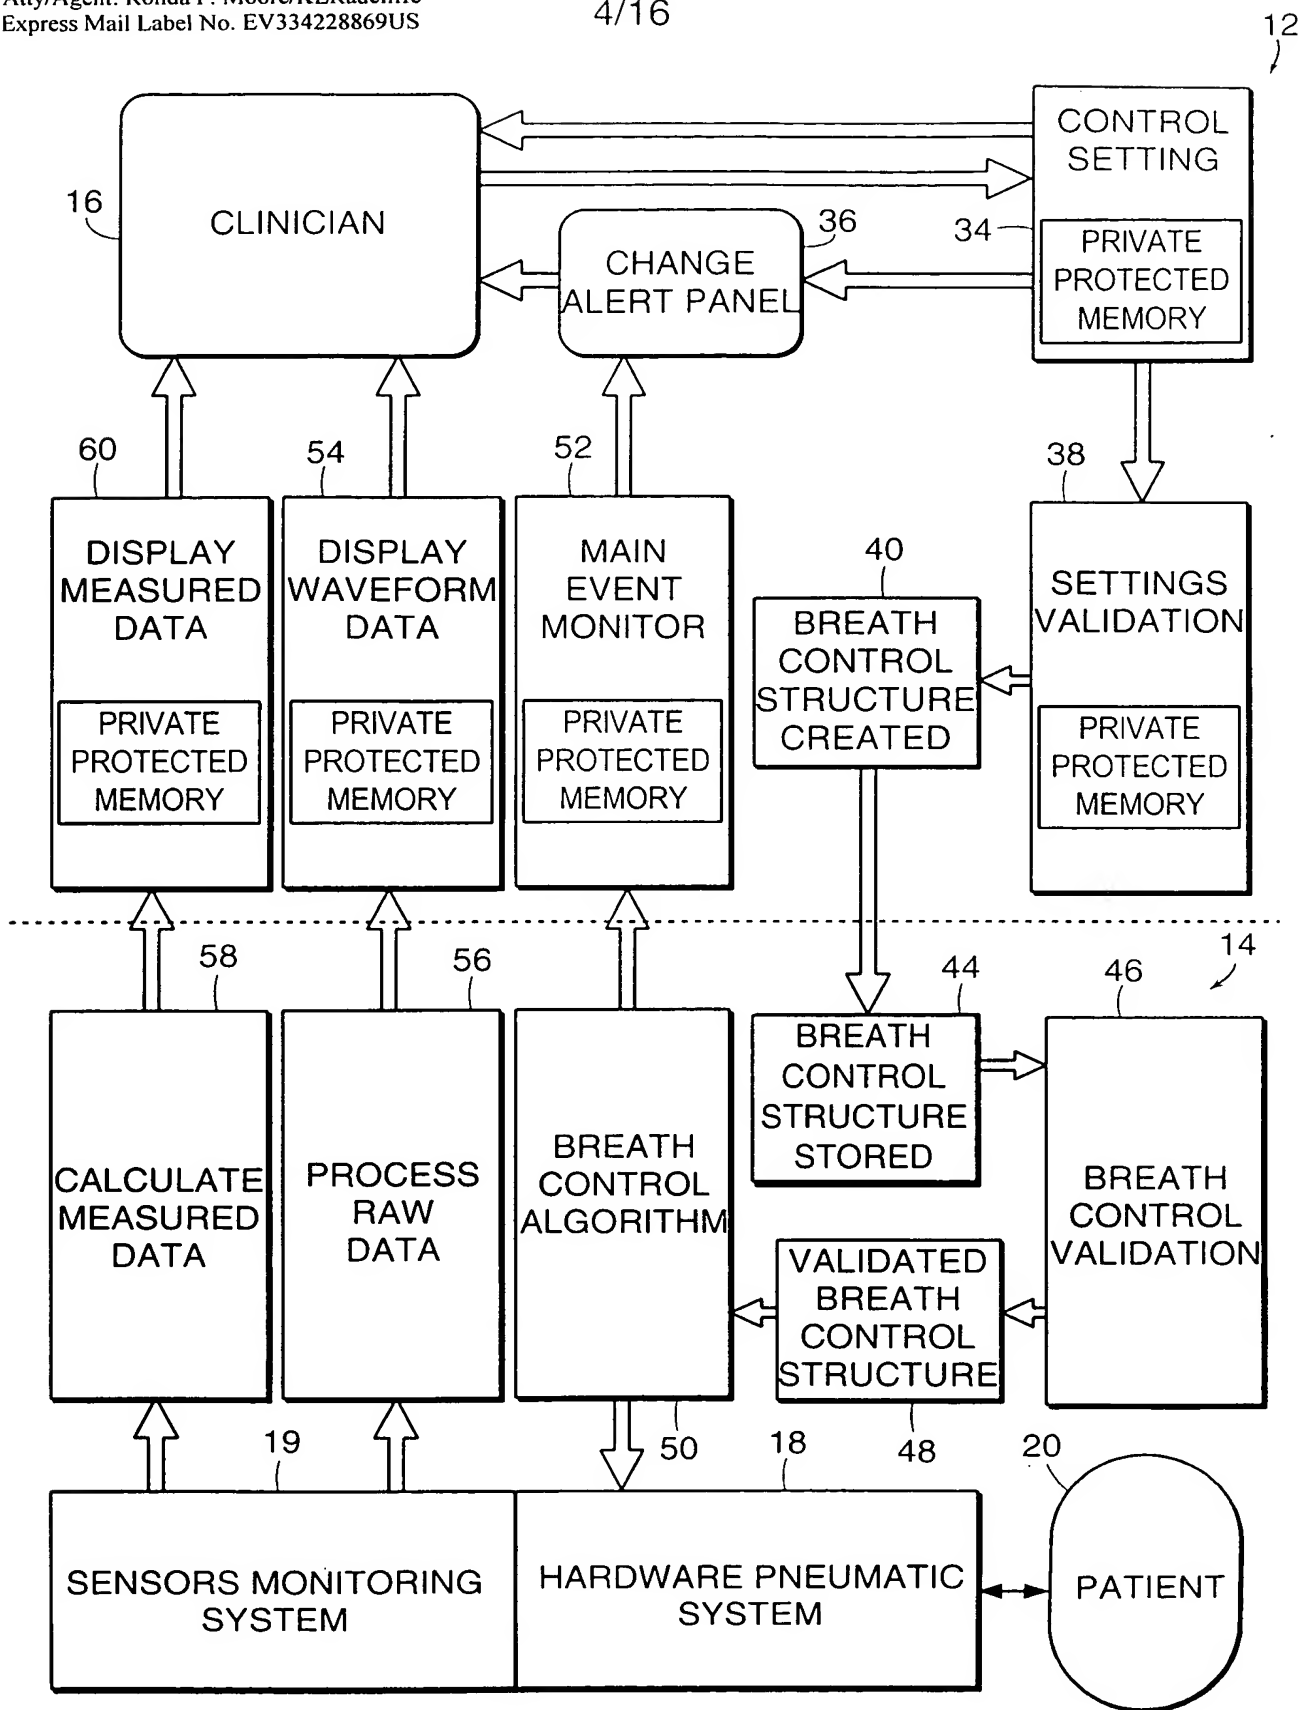 Express Mail Label No. EV334228869US
4/16
12
CONTROL
SETTING
16
CLINICIAN
36
CHANGE
ALERT PANEL
34
PRIVATE
PROTECTED
MEMORY
60
54
52
38
DISPLAY
MEASURED
DATA
PRIVATE
PROTECTED
MEMORY
DISPLAY
WAVEFORM
DATA
PRIVATE
PROTECTED
MEMORY
MAIN
EVENT
MONITOR
PRIVATE
PROTECTED
MEMORY
40
BREATH
CONTROL
STRUCTURE
CREATED
SETTINGS
VALIDATION
PRIVATE
PROTECTED
MEMORY
58
56
44
46
14
CALCULATE
MEASURED
DATA
PROCESS
RAW
DATA
BREATH
CONTROL
ALGORITHM
BREATH
CONTROL
STRUCTURE
STORED
BREATH
CONTROL
VALIDATION
VALIDATED
BREATH
CONTROL
STRUCTURE
19
50
18
48
20
SENSORS MONITORING
SYSTEM
HARDWARE PNEUMATIC
SYSTEM
PATIENT